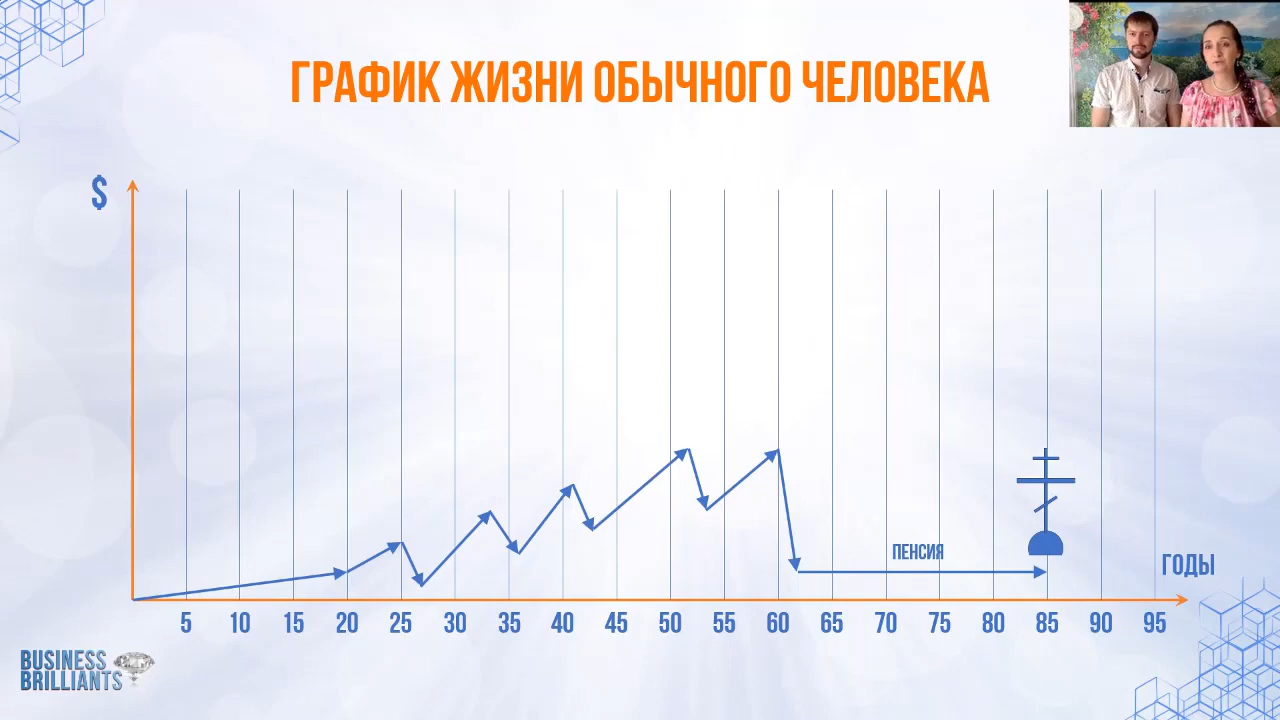 ГРАФИК ЖИЗНИ ОБЫЧНОГО ЧЕЛОВЕКА
$
ПЕНСИЯ
ГОДЫ
5 10 15 20 25 30 35 40 45 50 55 60 65 70 75 80 85 90 95
BUSINESS
BRILLIANTS